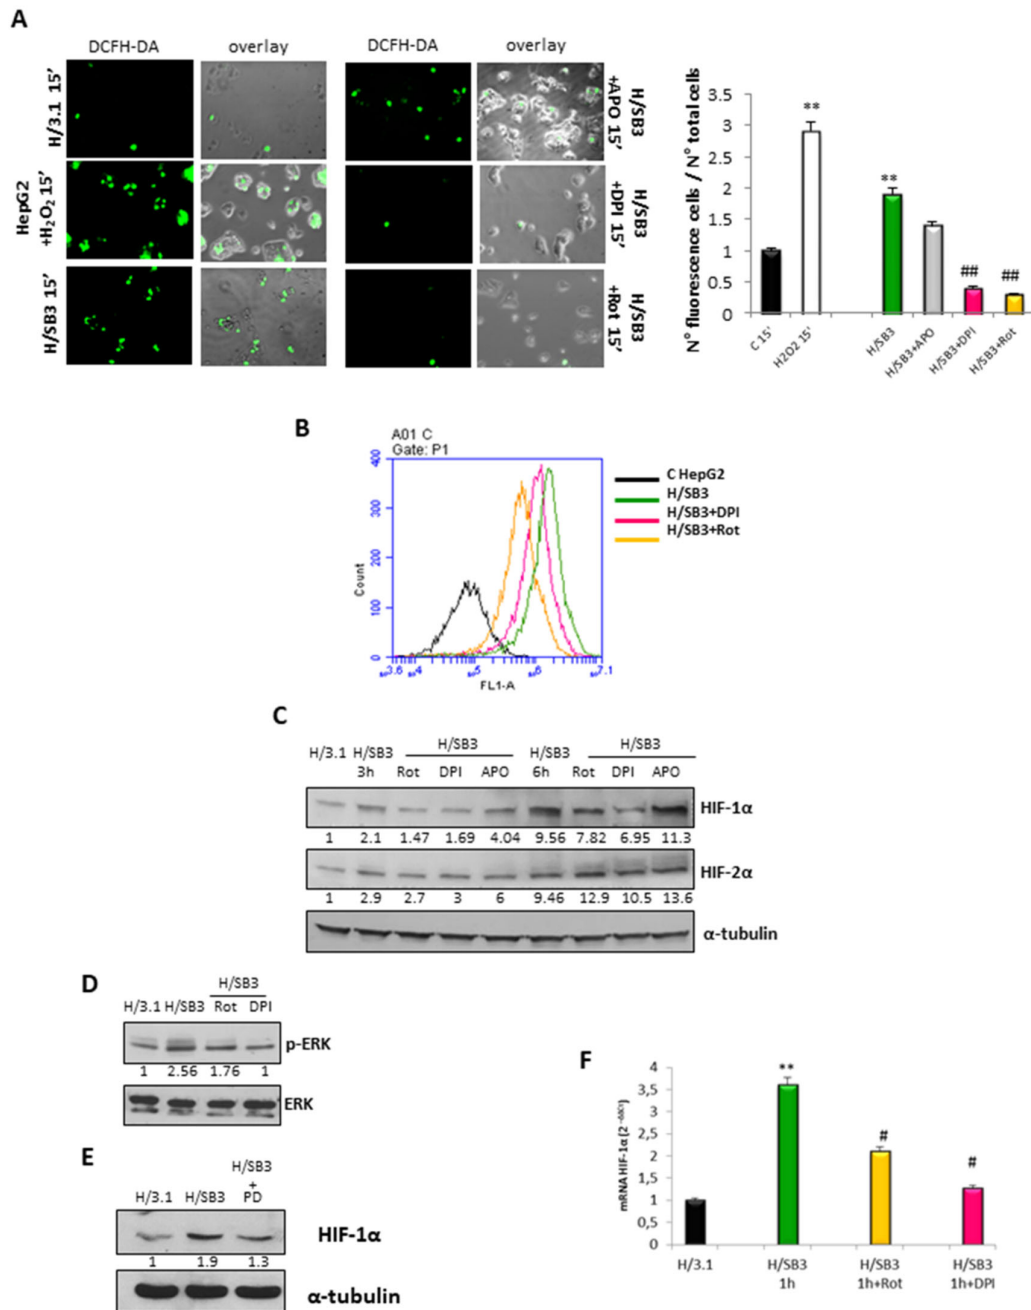 A
DCFH-DA
overlay
DCFH-DA
overlay
H/3.1 15’
HepG2
+H₂O₂ 15’
H/SB3 15’
H/SB3
+APO 15’
H/SB3
+DPI 15’
H/SB3
+Rot 15’
N° fluorescence cells / N° total cells
3.5
3
2.5
2
1.5
1
0.5
0
**
**
##
##
C 15'
H2O2 15'
H/SB3
H/SB3+APO
H/SB3+DPI
H/SB3+Rot
B
A01 C
Gate: P1
Count
400
300
200
100
0
FL1-A
C HepG2
H/SB3
H/SB3+DPI
H/SB3+Rot
C
H/3.1 H/SB3 H/SB3 H/SB3 H/SB3
3h Rot DPI APO 6h Rot DPI APO
HIF-1α
1 2.1 1.47 1.69 4.04 9.56 7.82 6.95 11.3
HIF-2α
1 2.9 2.7 3 6 9.46 12.9 10.5 13.6
α-tubulin
D
H/SB3
H/3.1 H/SB3 Rot DPI
p-ERK
1 2.56 1.76 1
ERK
E
H/SB3
+
H/3.1 H/SB3 PD
HIF-1α
1 1.9 1.3
α-tubulin
F
mRNA HIF-1α (2⁻ΔΔCt)
4
3,5
3
2,5
2
1,5
1
0,5
0
**
#
#
H/3.1
H/SB3
1h
H/SB3
1h+Rot
H/SB3
1h+DPI